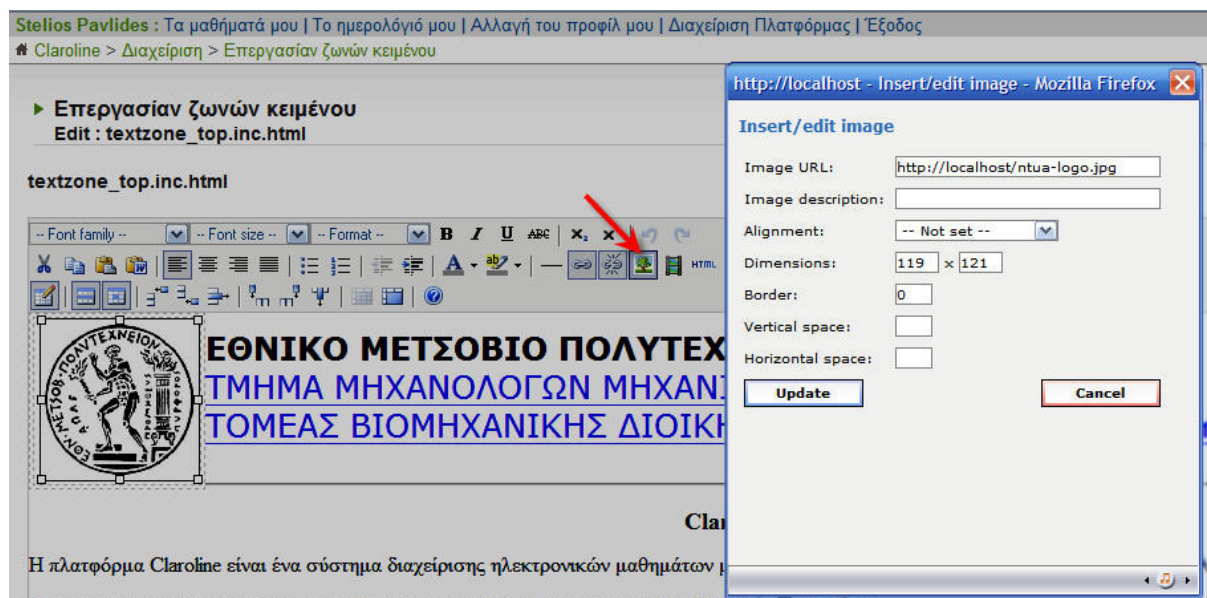 Stelios Pavlides : Τα μαθήματά μου | Το ημερολόγιό μου | Αλλαγή του προφίλ μου | Διαχείριση Πλατφόρμας | Έξοδος
Claroline > Διαχείριση > Επεργασίαν ζωνών κειμένου
Επεργασίαν ζωνών κειμένου
Edit : textzone_top.inc.html
textzone_top.inc.html
-- Font family -- -- Font size -- -- Format -- B I U ABC
HTML
ΕΘΝΙΚΟ ΜΕΤΣΟΒΙΟ ΠΟΛΥΤΕΧ
ΤΜΗΜΑ ΜΗΧΑΝΟΛΟΓΩΝ ΜΗΧΑΝ
ΤΟΜΕΑΣ ΒΙΟΜΗΧΑΝΙΚΗΣ ΔΙΟΙΚ
Η πλατφόρμα Claroline είναι ένα σύστημα διαχείρισης ηλεκτρονικών μαθημάτων
http://localhost - Insert/edit image - Mozilla Firefox
Insert/edit image
Image URL: http://localhost/ntua-logo.jpg
Image description:
Alignment: -- Not set --
Dimensions: 119 x 121
Border: 0
Vertical space:
Horizontal space:
Update Cancel